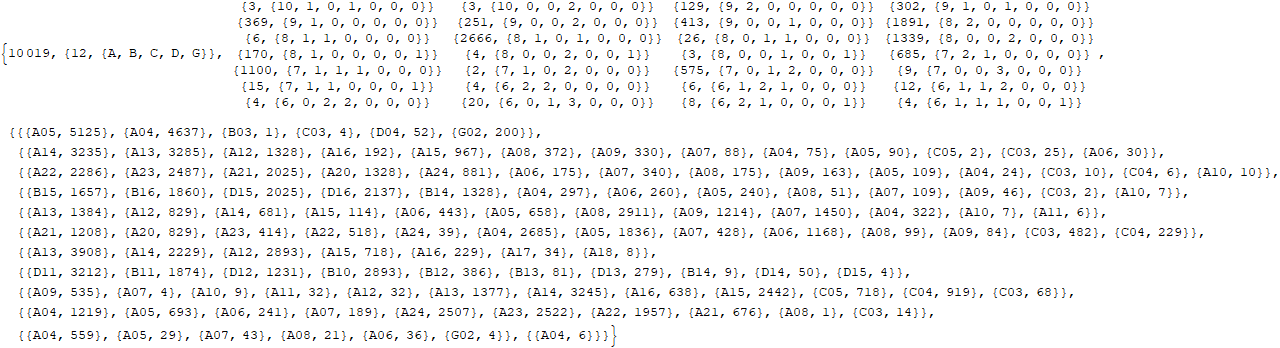 {3, {10, 1, 0, 1, 0, 0, 0}} {3, {10, 0, 0, 2, 0, 0, 0}} {129, {9, 2, 0, 0, 0, 0, 0}} {302, {9, 1, 0, 1, 0, 0, 0}}
{369, {9, 1, 0, 0, 0, 0, 0}} {251, {9, 0, 0, 2, 0, 0, 0}} {413, {9, 0, 0, 1, 0, 0, 0}} {1891, {8, 2, 0, 0, 0, 0, 0}}
{6, {8, 1, 1, 0, 0, 0, 0}} {2666, {8, 1, 0, 1, 0, 0, 0}} {26, {8, 0, 1, 1, 0, 0, 0}} {1339, {8, 0, 0, 2, 0, 0, 0}}
{10019, {12, {A, B, C, D, G}}, {170, {8, 1, 0, 0, 0, 0, 1}} {4, {8, 0, 0, 2, 0, 0, 1}} {3, {8, 0, 0, 1, 0, 0, 1}} {685, {7, 2, 1, 0, 0, 0, 0}} ,
{1100, {7, 1, 1, 1, 0, 0, 0}} {2, {7, 1, 0, 2, 0, 0, 0}} {575, {7, 0, 1, 2, 0, 0, 0}} {9, {7, 0, 0, 3, 0, 0, 0}}
{15, {7, 1, 1, 0, 0, 0, 1}} {4, {6, 2, 2, 0, 0, 0, 0}} {6, {6, 1, 2, 1, 0, 0, 0}} {12, {6, 1, 1, 2, 0, 0, 0}}
{4, {6, 0, 2, 2, 0, 0, 0}} {20, {6, 0, 1, 3, 0, 0, 0}} {8, {6, 2, 1, 0, 0, 0, 1}} {4, {6, 1, 1, 1, 0, 0, 1}}
{{{A05, 5125}, {A04, 4637}, {B03, 1}, {C03, 4}, {D04, 52}, {G02, 200}},
{{A14, 3235}, {A13, 3285}, {A12, 1328}, {A16, 192}, {A15, 967}, {A08, 372}, {A09, 330}, {A07, 88}, {A04, 75}, {A05, 90}, {C05, 2}, {C03, 25}, {A06, 30}},
{{A22, 2286}, {A23, 2487}, {A21, 2025}, {A20, 1328}, {A24, 881}, {A06, 175}, {A07, 340}, {A08, 175}, {A09, 163}, {A05, 109}, {A04, 24}, {C03, 10}, {C04, 6}, {A10, 10}},
{{B15, 1657}, {B16, 1860}, {D15, 2025}, {D16, 2137}, {B14, 1328}, {A04, 297}, {A06, 260}, {A05, 240}, {A08, 51}, {A07, 109}, {A09, 46}, {C03, 2}, {A10, 7}},
{{A13, 1384}, {A12, 829}, {A14, 681}, {A15, 114}, {A06, 443}, {A05, 658}, {A08, 2911}, {A09, 1214}, {A07, 1450}, {A04, 322}, {A10, 7}, {A11, 6}},
{{A21, 1208}, {A20, 829}, {A23, 414}, {A22, 518}, {A24, 39}, {A04, 2685}, {A05, 1836}, {A07, 428}, {A06, 1168}, {A08, 99}, {A09, 84}, {C03, 482}, {C04, 229}},
{{A13, 3908}, {A14, 2229}, {A12, 2893}, {A15, 718}, {A16, 229}, {A17, 34}, {A18, 8}},
{{D11, 3212}, {B11, 1874}, {D12, 1231}, {B10, 2893}, {B12, 386}, {B13, 81}, {D13, 279}, {B14, 9}, {D14, 50}, {D15, 4}},
{{A09, 535}, {A07, 4}, {A10, 9}, {A11, 32}, {A12, 32}, {A13, 1377}, {A14, 3245}, {A16, 638}, {A15, 2442}, {C05, 718}, {C04, 919}, {C03, 68}},
{{A04, 1219}, {A05, 693}, {A06, 241}, {A07, 189}, {A24, 2507}, {A23, 2522}, {A22, 1957}, {A21, 676}, {A08, 1}, {C03, 14}},
{{A04, 559}, {A05, 29}, {A07, 43}, {A08, 21}, {A06, 36}, {G02, 4}}, {{A04, 6}}}}